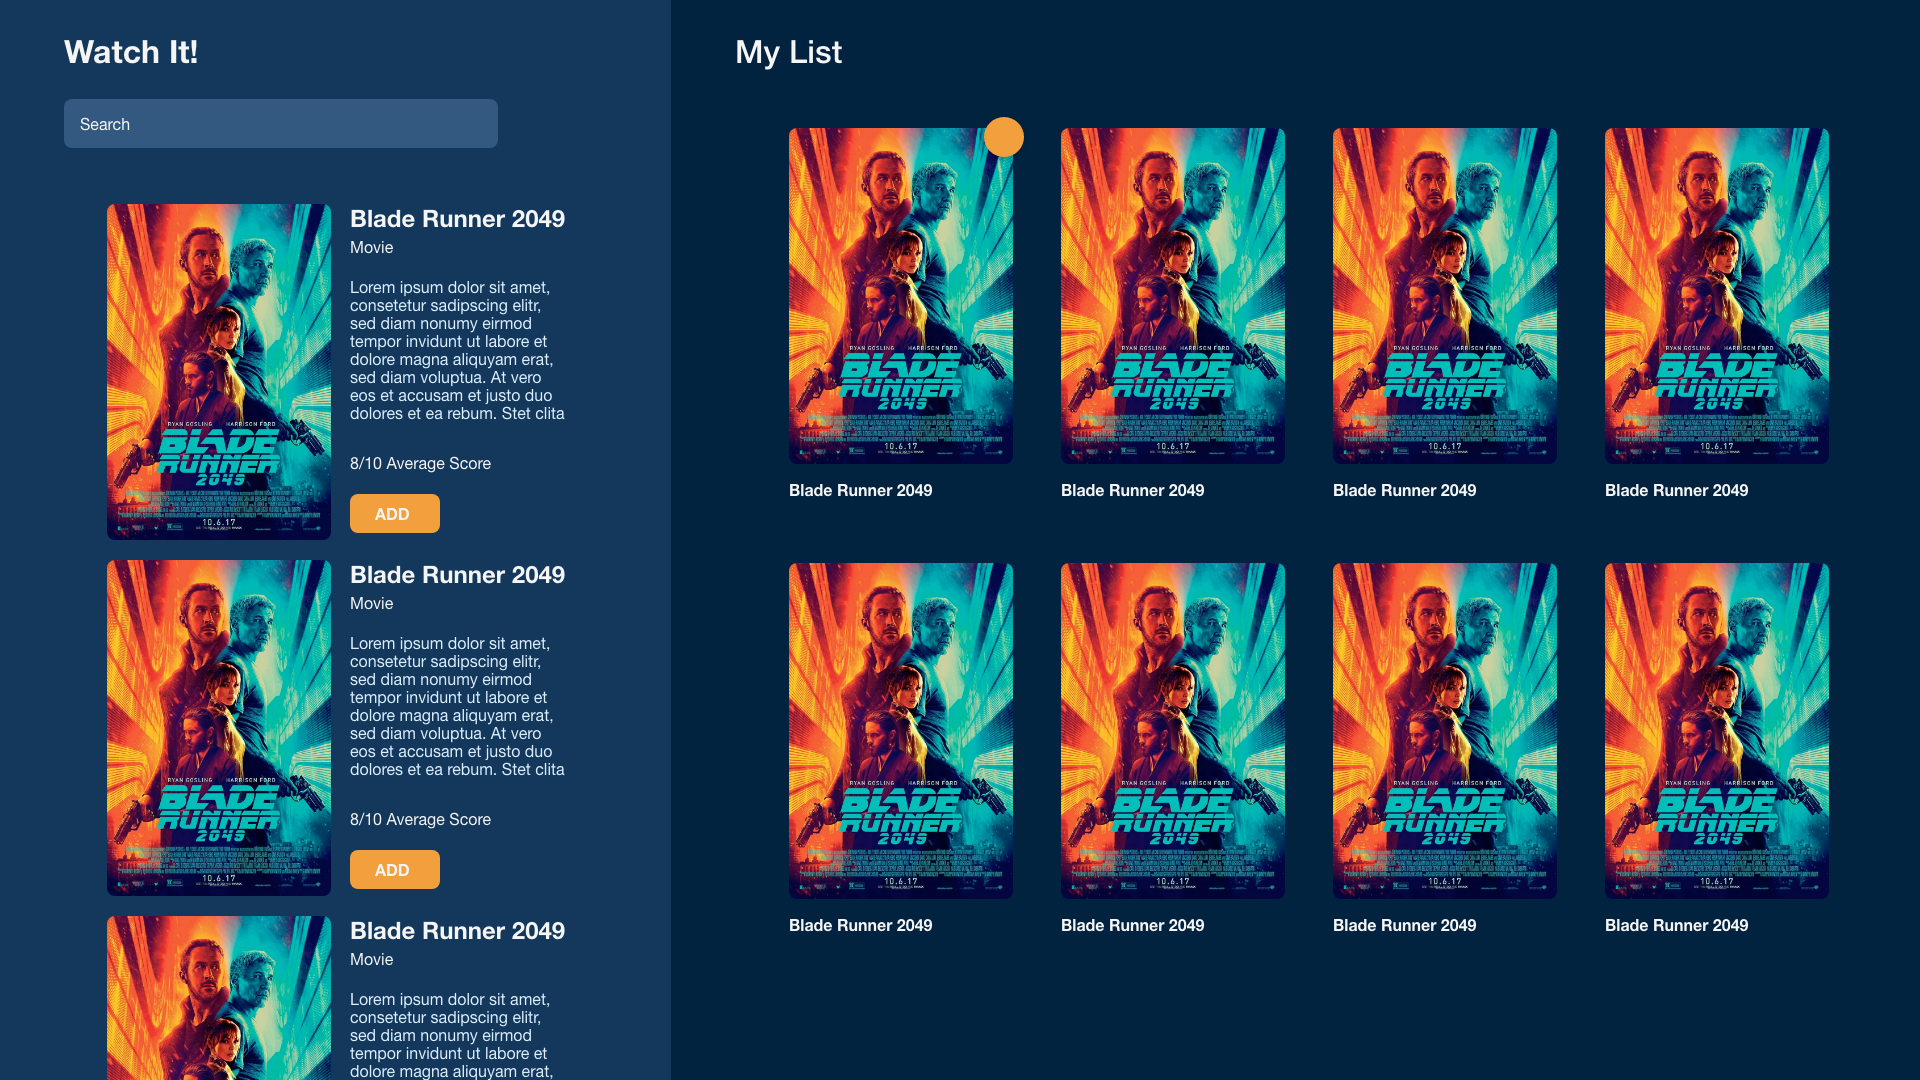 Watch It!
Search
Blade Runner 2049
Movie
Lorem ipsum dolor sit amet,
consetetur sadipscing elitr,
sed diam nonumy eirmod
tempor invidunt ut labore et
dolore magna aliquyam erat,
sed diam voluptua. At vero
eos et accusam et justo duo
dolores et ea rebum. Stet clita
8/10 Average Score
ADD
RYAN GOSLING HARRISON FORD
BLADE
RUNNER
2049
10.6.17
Blade Runner 2049
Movie
Lorem ipsum dolor sit amet,
consetetur sadipscing elitr,
sed diam nonumy eirmod
tempor invidunt ut labore et
dolore magna aliquyam erat,
sed diam voluptua. At vero
eos et accusam et justo duo
dolores et ea rebum. Stet clita
8/10 Average Score
ADD
RYAN GOSLING HARRISON FORD
BLADE
RUNNER
2049
10.6.17
Blade Runner 2049
Movie
Lorem ipsum dolor sit amet,
consetetur sadipscing elitr,
sed diam nonumy eirmod
tempor invidunt ut labore et
dolore magna aliquyam erat,
My List
RYAN GOSLING HARRISON FORD
BLADE
RUNNER
2049
10.6.17
Blade Runner 2049
RYAN GOSLING HARRISON FORD
BLADE
RUNNER
2049
10.6.17
Blade Runner 2049
RYAN GOSLING HARRISON FORD
BLADE
RUNNER
2049
10.6.17
Blade Runner 2049
RYAN GOSLING HARRISON FORD
BLADE
RUNNER
2049
10.6.17
Blade Runner 2049
RYAN GOSLING HARRISON FORD
BLADE
RUNNER
2049
10.6.17
Blade Runner 2049
RYAN GOSLING HARRISON FORD
BLADE
RUNNER
2049
10.6.17
Blade Runner 2049
RYAN GOSLING HARRISON FORD
BLADE
RUNNER
2049
10.6.17
Blade Runner 2049
RYAN GOSLING HARRISON FORD
BLADE
RUNNER
2049
10.6.17
Blade Runner 2049